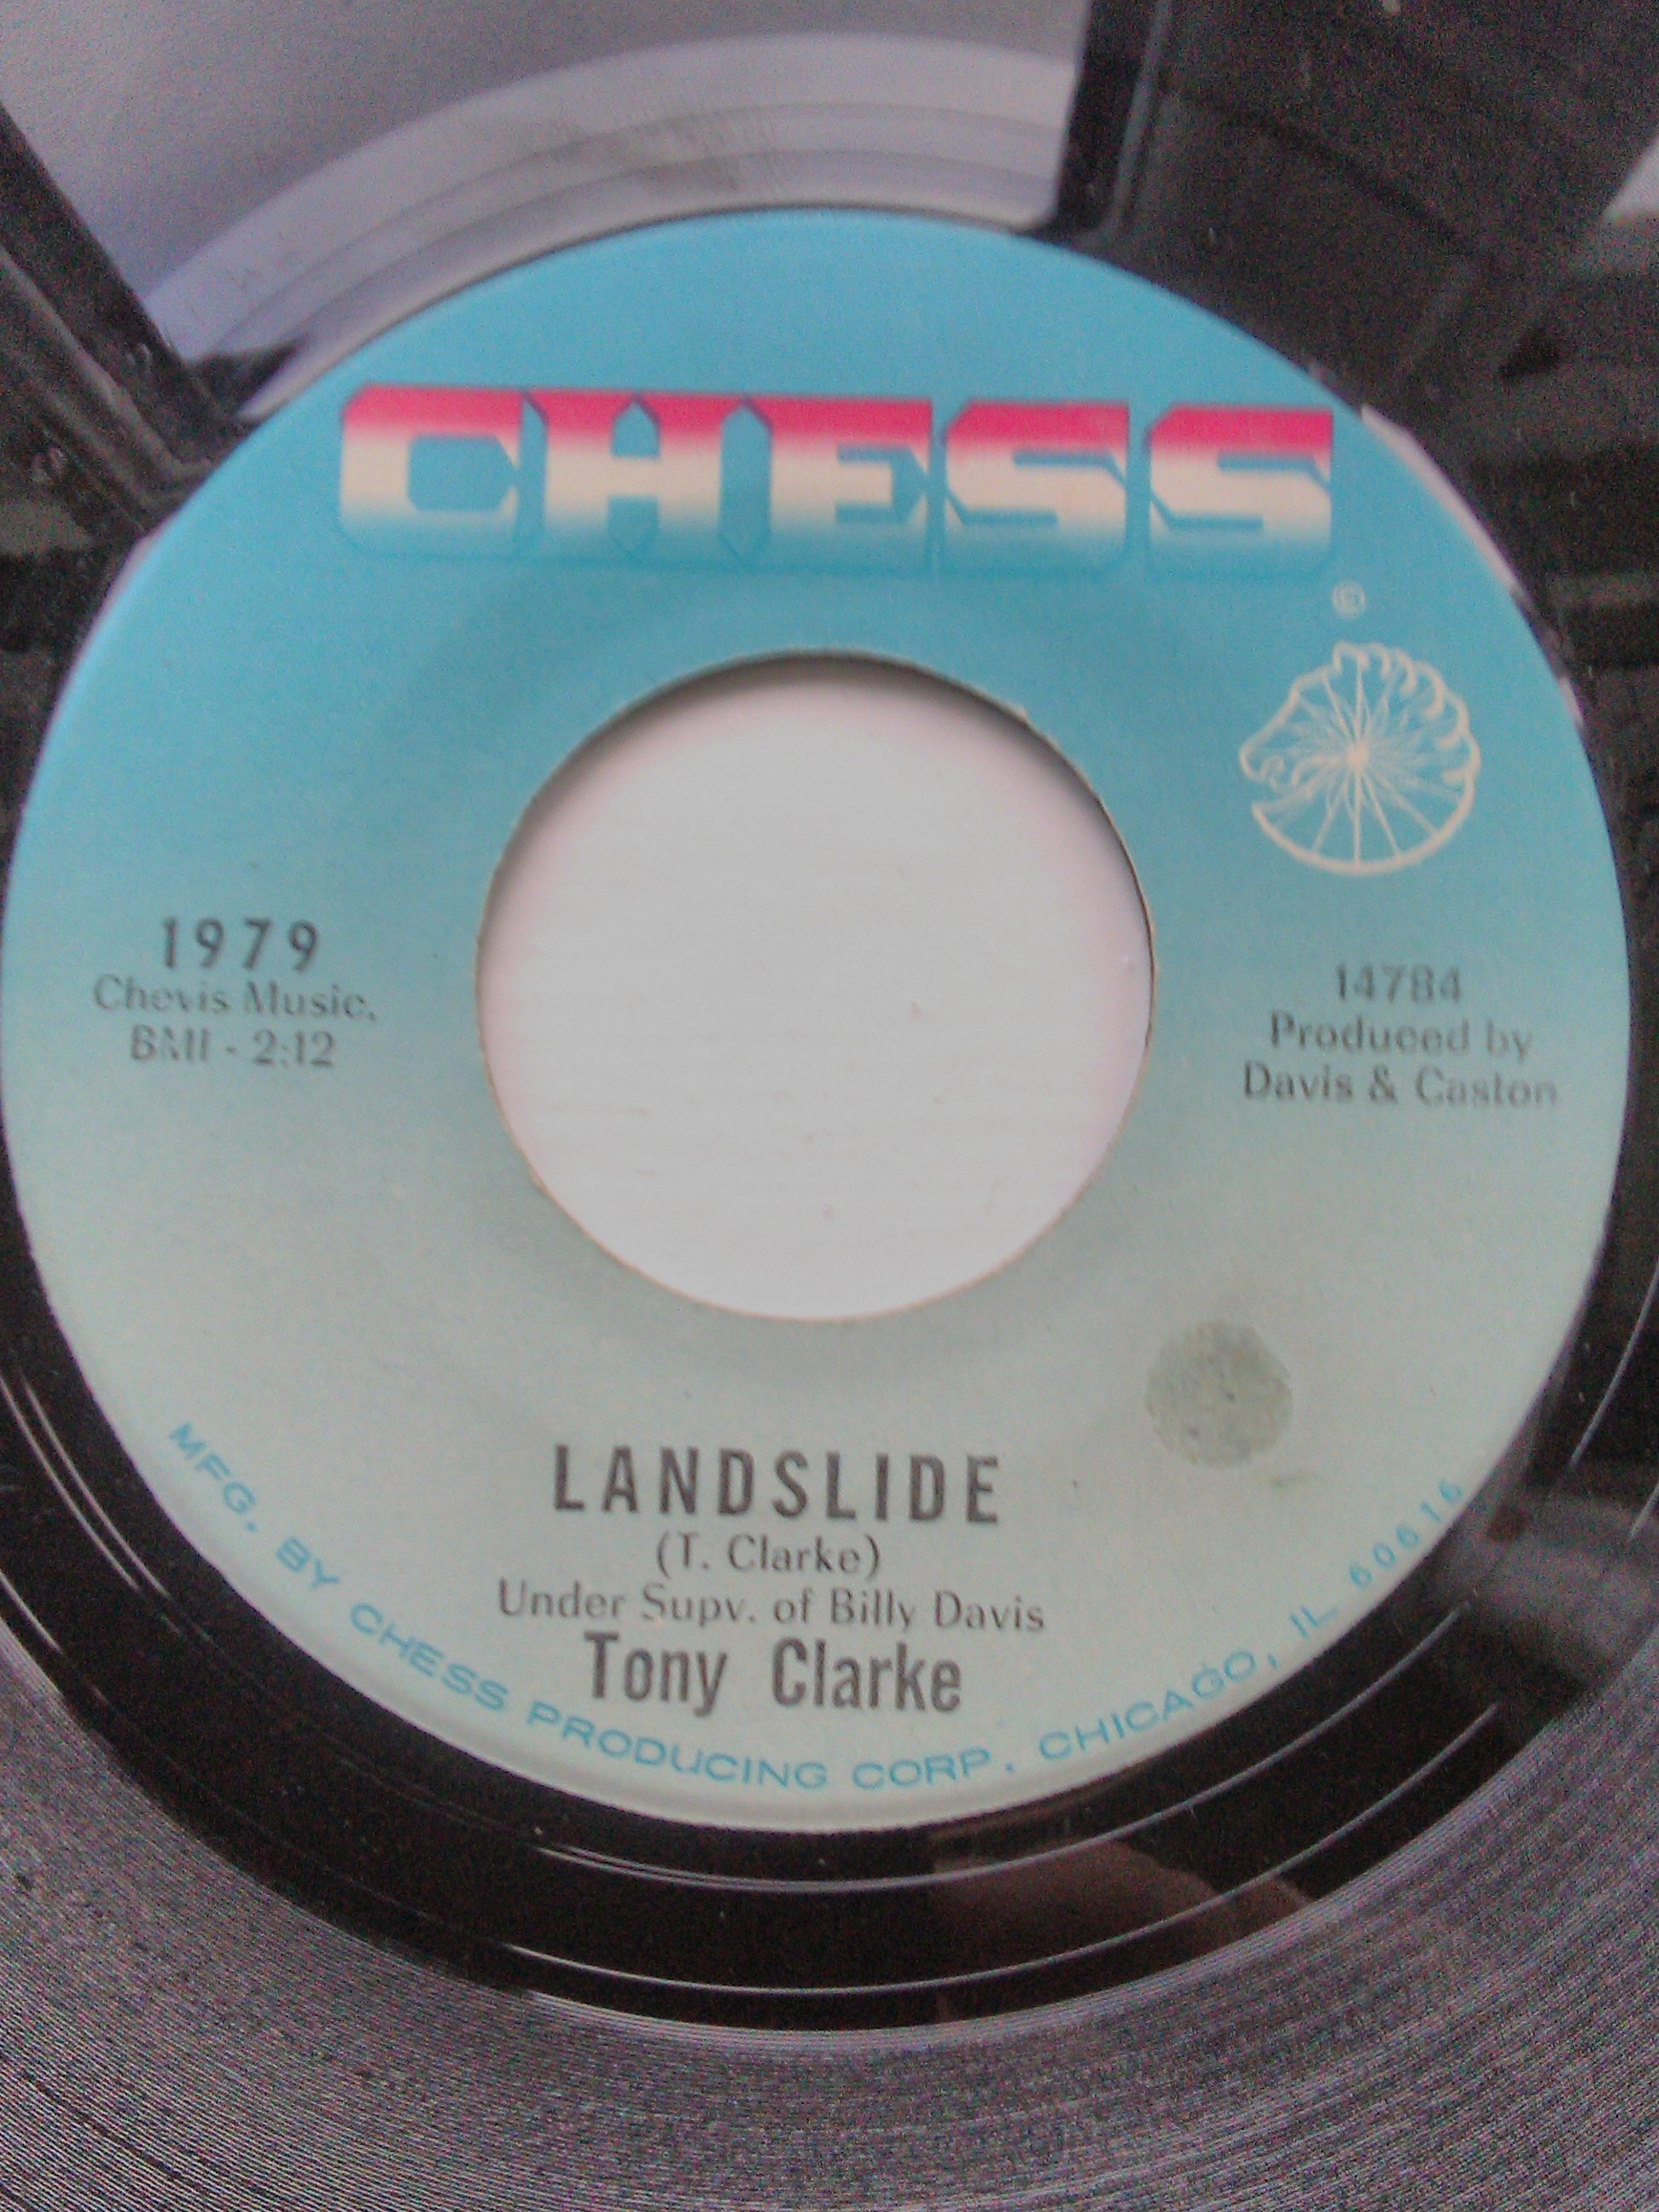 CHESS
©
1979
Chevis Music,
BMI - 2:12
14784
Produced by
Davis & Caston
LANDSLIDE
(T. Clarke)
Under Supv. of Billy Davis
Tony Clarke
MFG. BY CHESS PRODUCING CORP. CHICAGO, IL 60616